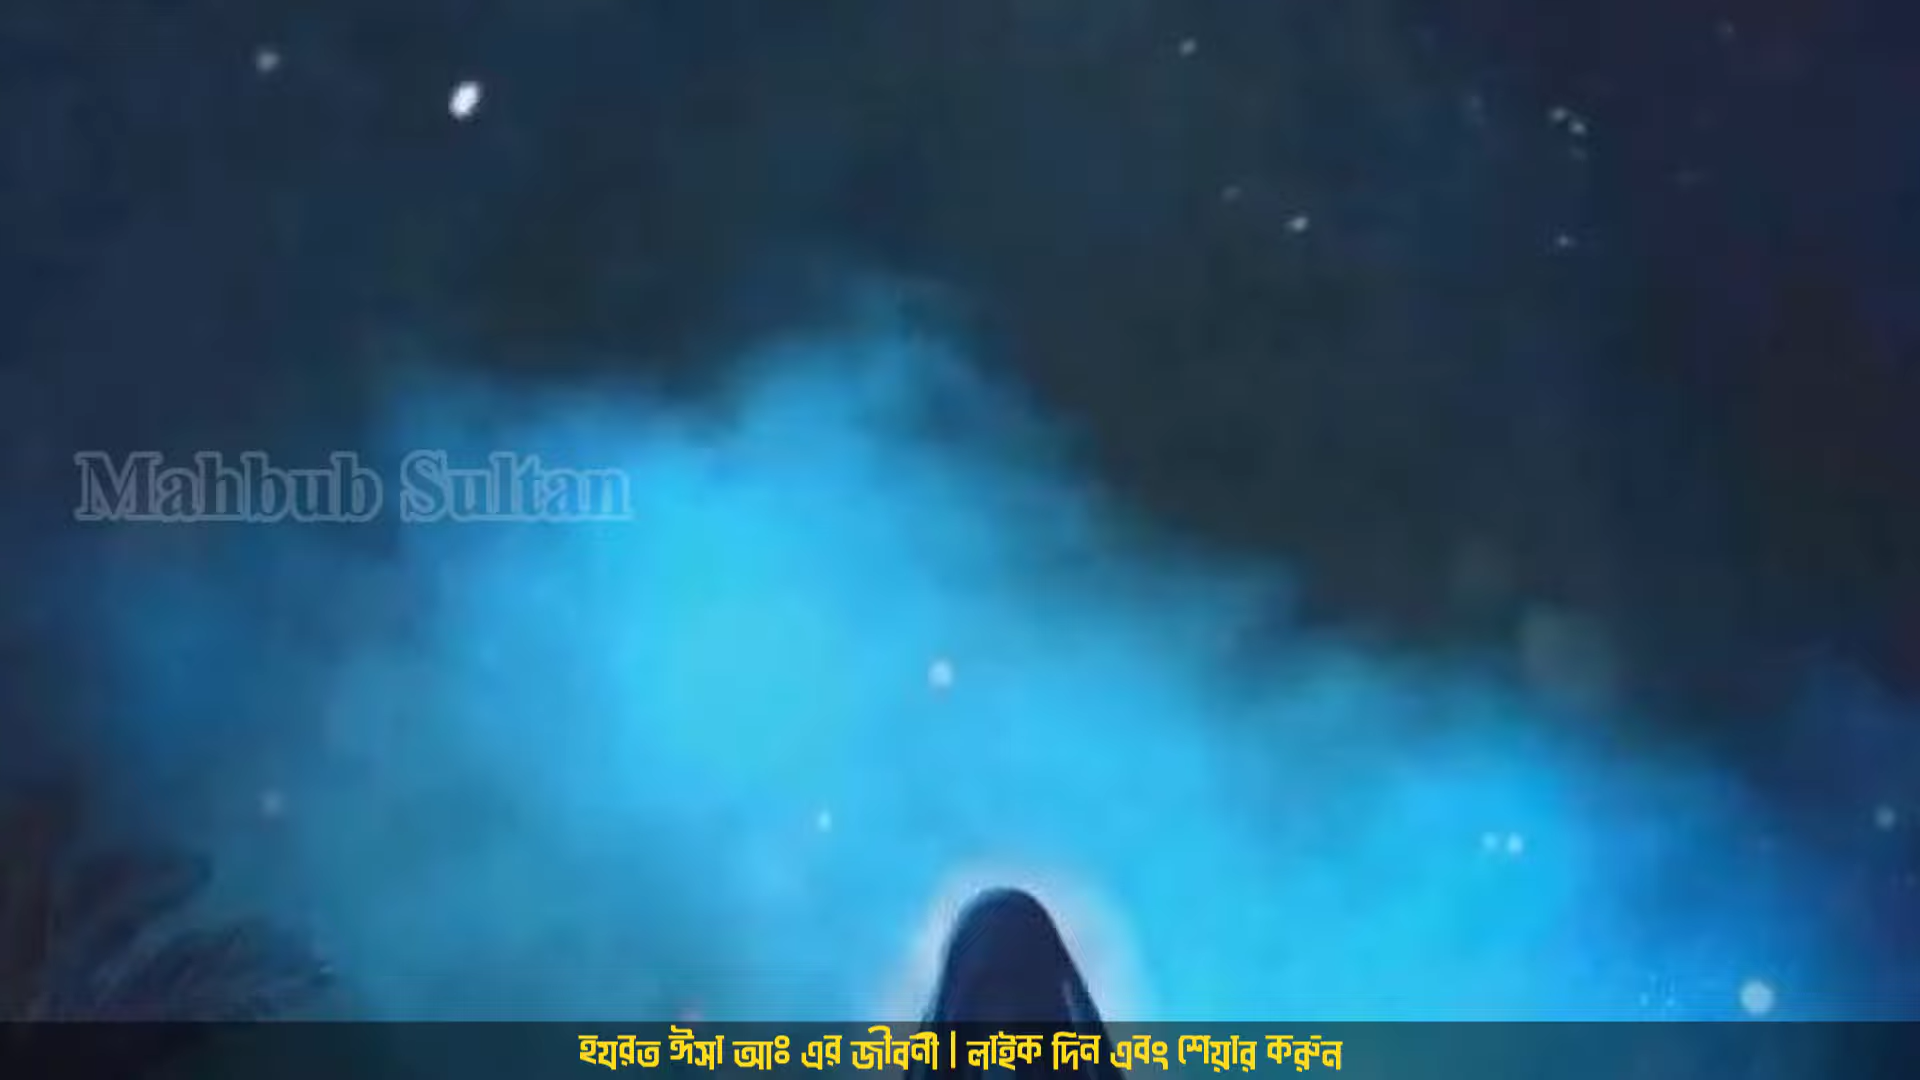 Mahbub Sultan
হযরত ঈসা আঃ এর জীবনী | লাইক দিন এবং শেয়ার করুন